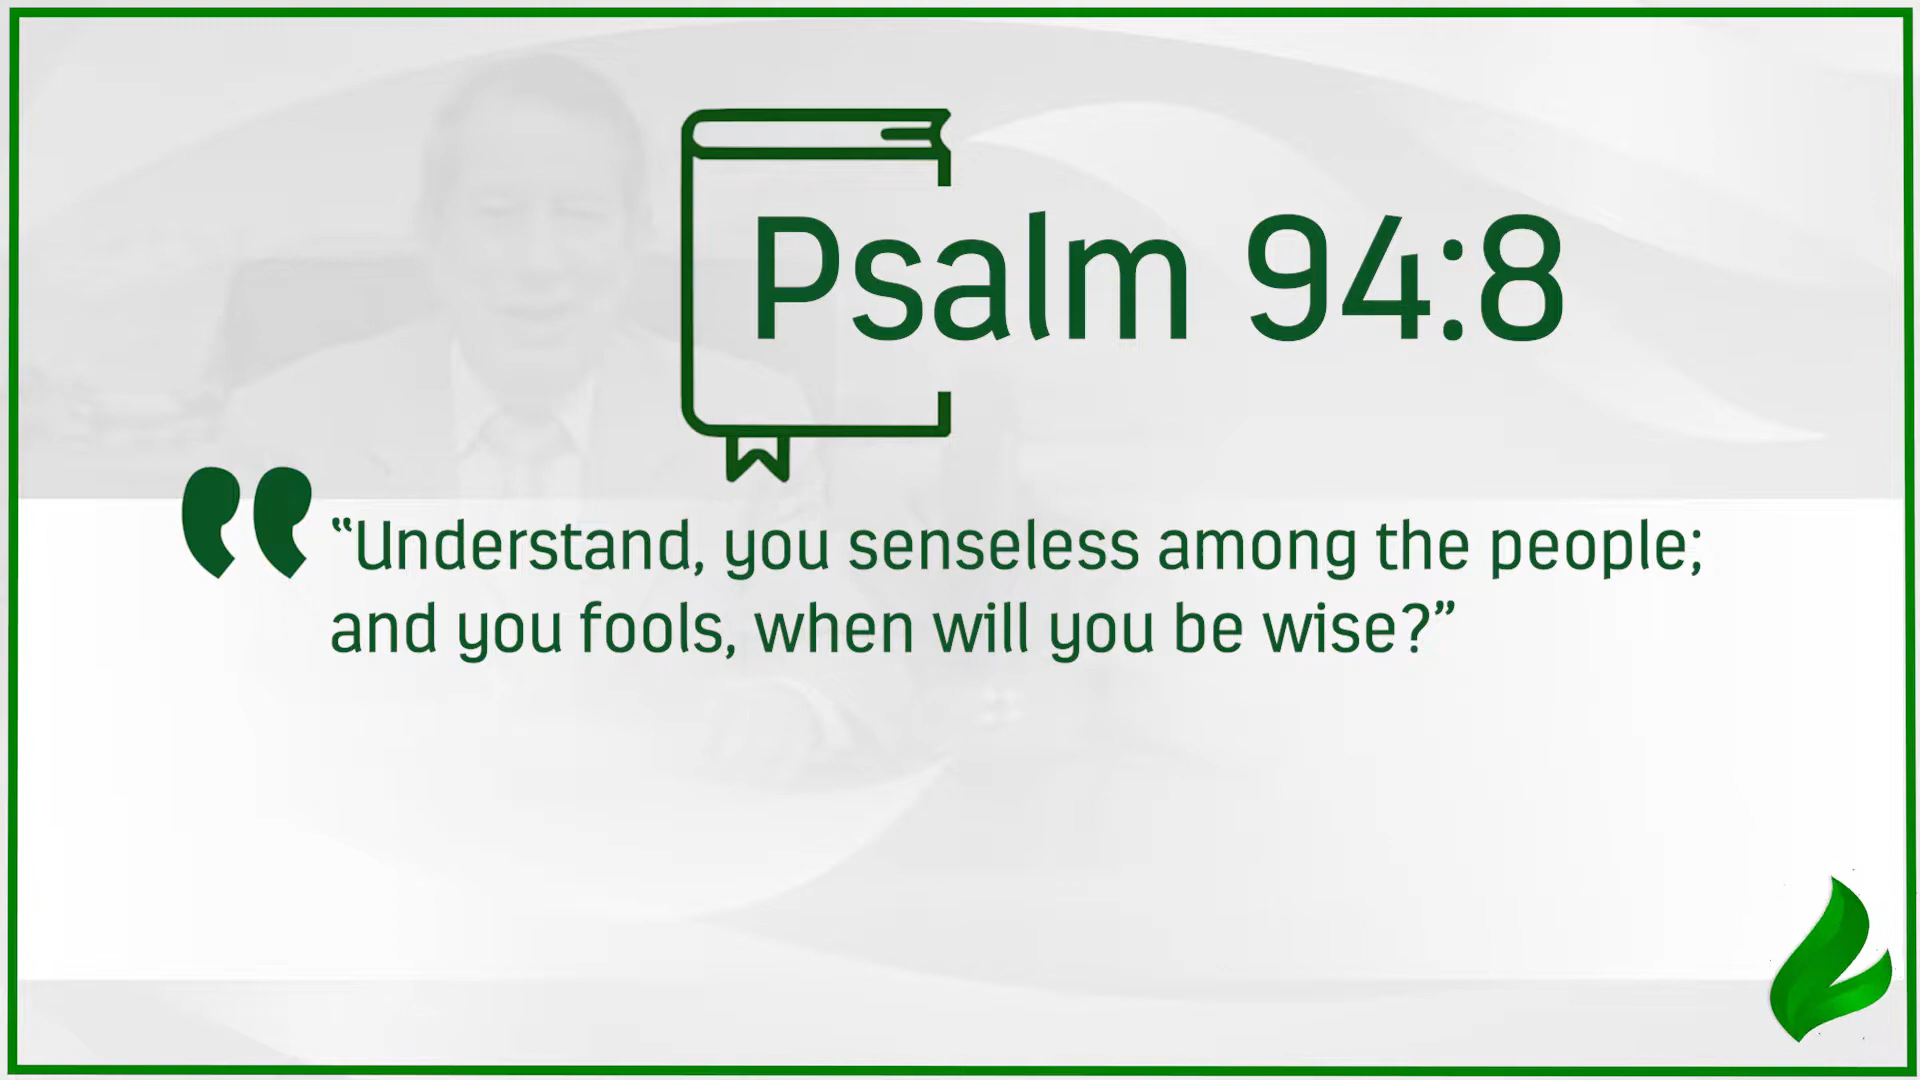 Psalm 94:8
“Understand, you senseless among the people;
and you fools, when will you be wise?”